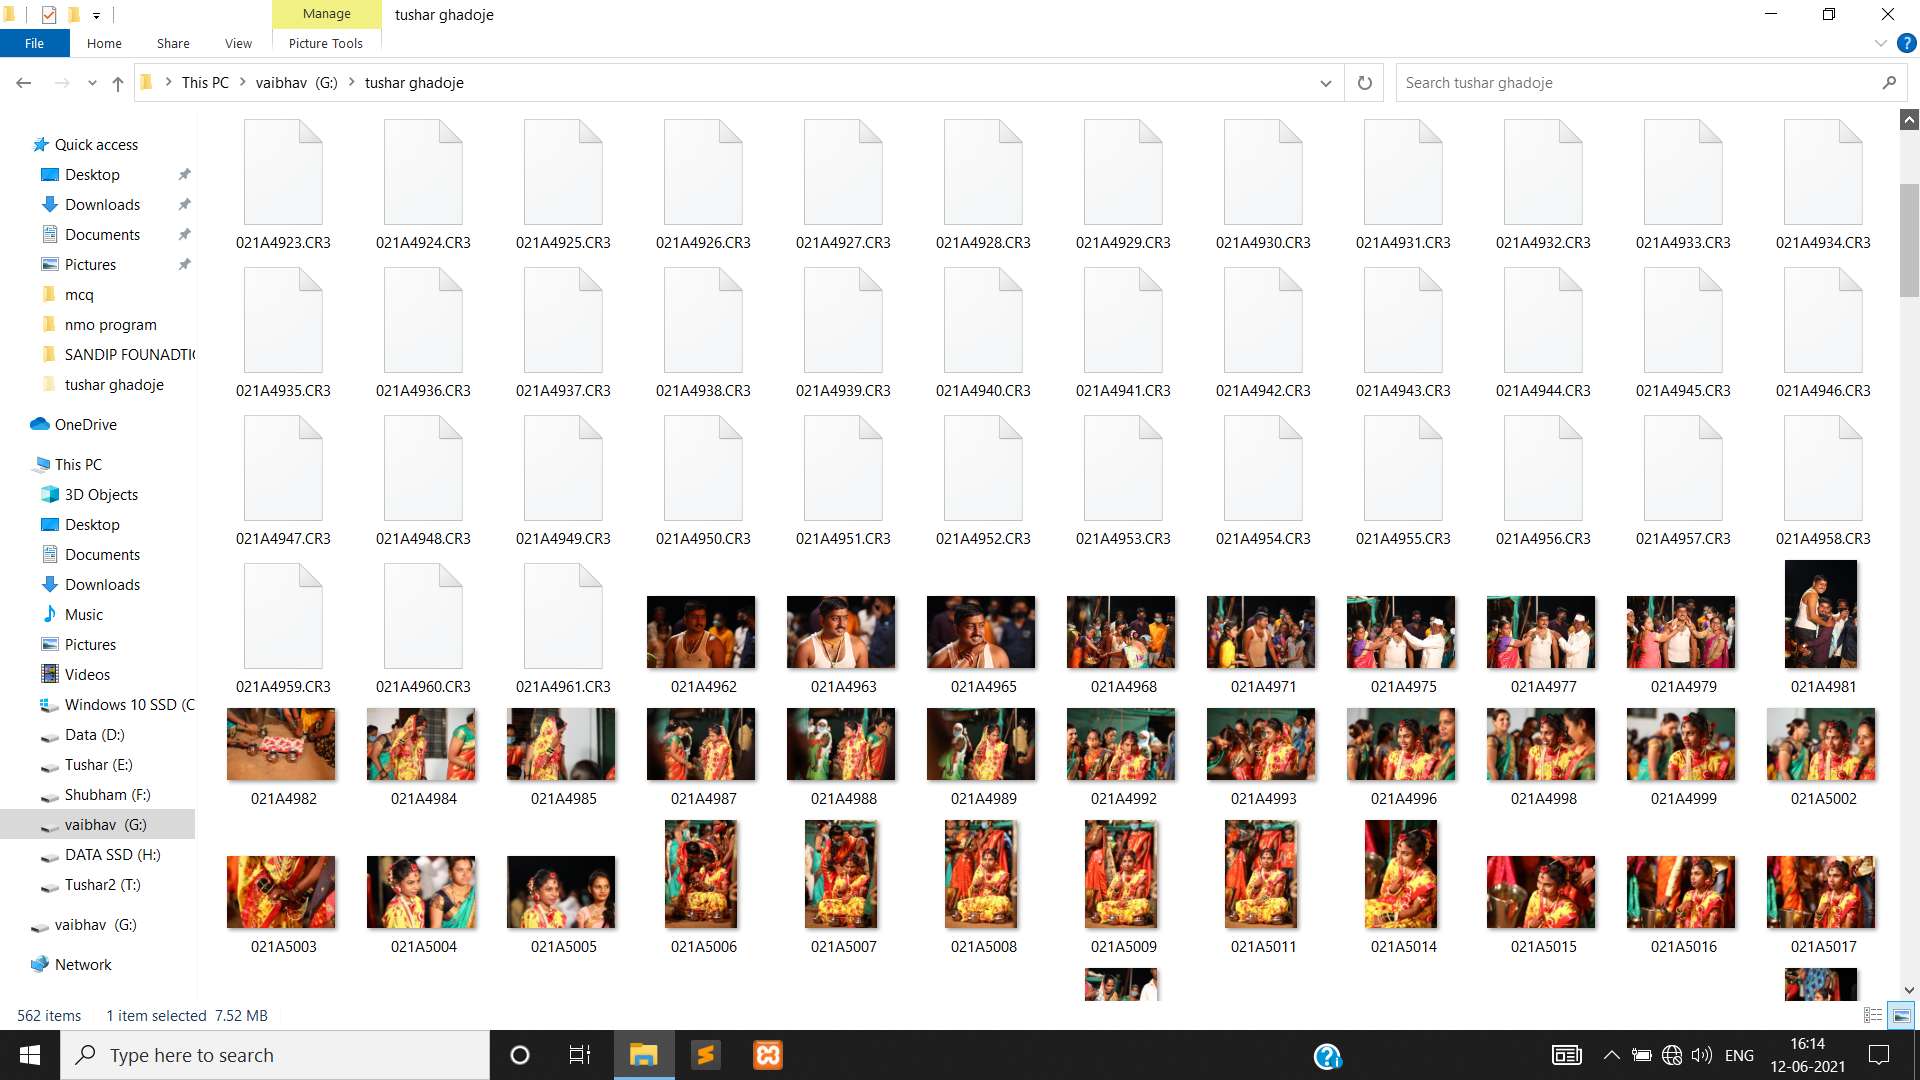 Manage
tushar ghadoje
File
Home
Share
View
Picture Tools
This PC
vaibhav (G:)
tushar ghadoje
Search tushar ghadoje
Quick access
Desktop
Downloads
Documents
Pictures
mcq
nmo program
SANDIP FOUNADTI
tushar ghadoje
OneDrive
This PC
3D Objects
Desktop
Documents
Downloads
Music
Pictures
Videos
Windows 10 SSD (C
Data (D:)
Tushar (E:)
Shubham (F:)
vaibhav (G:)
DATA SSD (H:)
Tushar2 (T:)
vaibhav (G:)
Network
021A4923.CR3 021A4924.CR3 021A4925.CR3 021A4926.CR3 021A4927.CR3 021A4928.CR3 021A4929.CR3 021A4930.CR3 021A4931.CR3 021A4932.CR3 021A4933.CR3 021A4934.CR3
021A4935.CR3 021A4936.CR3 021A4937.CR3 021A4938.CR3 021A4939.CR3 021A4940.CR3 021A4941.CR3 021A4942.CR3 021A4943.CR3 021A4944.CR3 021A4945.CR3 021A4946.CR3
021A4947.CR3 021A4948.CR3 021A4949.CR3 021A4950.CR3 021A4951.CR3 021A4952.CR3 021A4953.CR3 021A4954.CR3 021A4955.CR3 021A4956.CR3 021A4957.CR3 021A4958.CR3
021A4959.CR3 021A4960.CR3 021A4961.CR3 021A4962 021A4963 021A4965 021A4968 021A4971 021A4975 021A4977 021A4979 021A4981
021A4982 021A4984 021A4985 021A4987 021A4988 021A4989 021A4992 021A4993 021A4996 021A4998 021A4999 021A5002
021A5003 021A5004 021A5005 021A5006 021A5007 021A5008 021A5009 021A5011 021A5014 021A5015 021A5016 021A5017
562 items 1 item selected 7.52 MB
Type here to search
ENG
16:14
12-06-2021